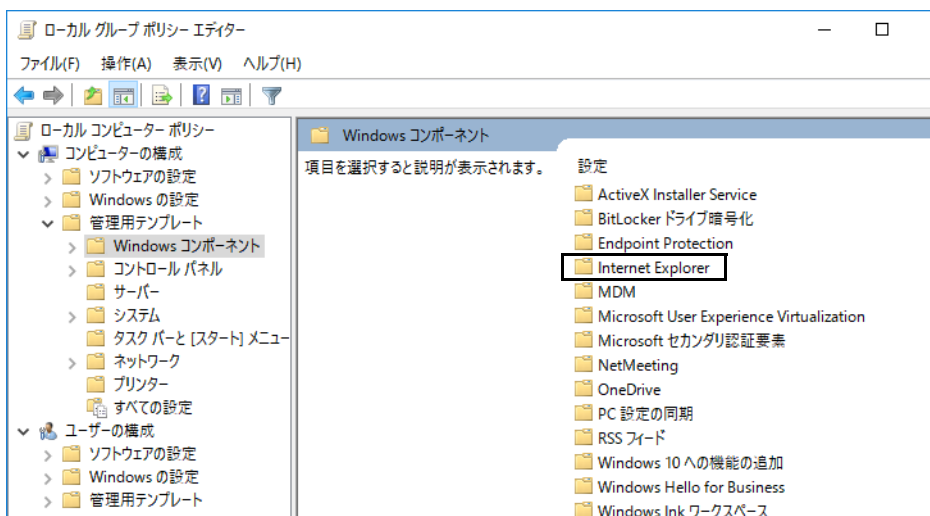 ローカル グループ ポリシー エディター
ファイル(F) 操作(A) 表示(V) ヘルプ(H)
ローカル コンピューター ポリシー
コンピューターの構成
ソフトウェアの設定
Windows の設定
管理用テンプレート
Windows コンポーネント
コントロール パネル
サーバー
システム
タスク バーと [スタート] メニュー
ネットワーク
プリンター
すべての設定
ユーザーの構成
ソフトウェアの設定
Windows の設定
管理用テンプレート
Windows コンポーネント
項目を選択すると説明が表示されます。
設定
ActiveX Installer Service
BitLocker ドライブ暗号化
Endpoint Protection
Internet Explorer
MDM
Microsoft User Experience Virtualization
Microsoft セカンダリ認証要素
NetMeeting
OneDrive
PC 設定の同期
RSS フィード
Windows 10 への機能の追加
Windows Hello for Business
Windows Ink ワークスペース